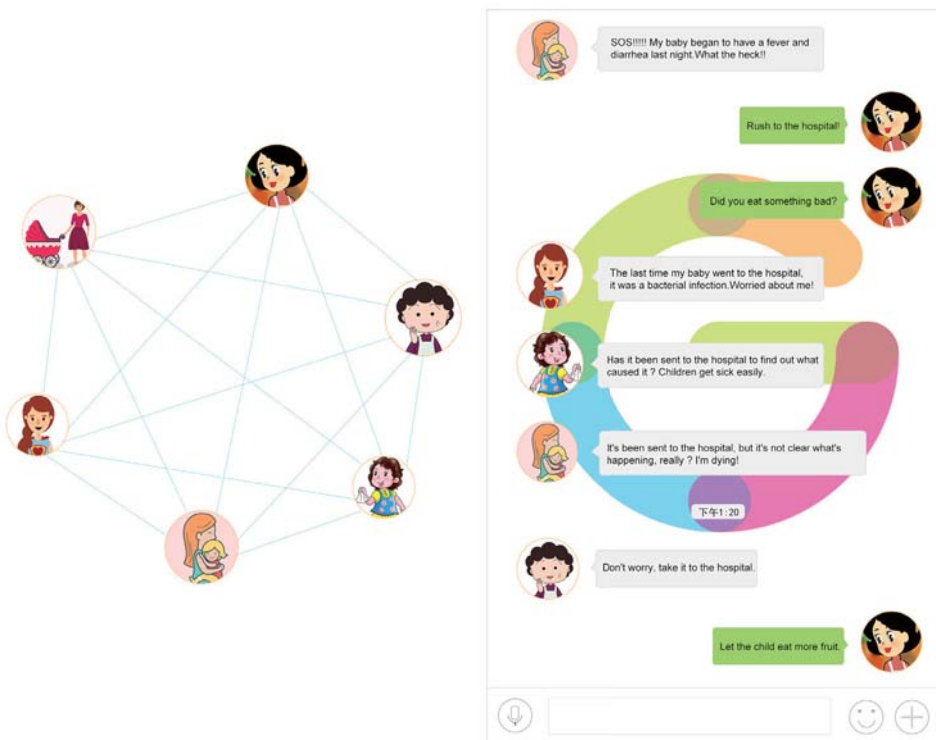 SOS!!!!! My baby began to have a fever and
diarrhea last night.What the heck!!
Rush to the hospital!
Did you eat something bad?
The last time my baby went to the hospital,
it was a bacterial infection.Worried about me!
Has it been sent to the hospital to find out what
caused it ? Children get sick easily.
It's been sent to the hospital, but it's not clear what's
happening, really ? I'm dying!
下午1:20
Don't worry, take it to the hospital.
Let the child eat more fruit.